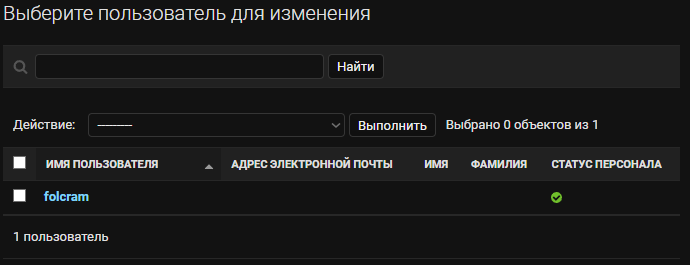 Выберите пользователь для изменения
Найти
Действие: --------- Выполнить Выбрано 0 объектов из 1
ИМЯ ПОЛЬЗОВАТЕЛЯ АДРЕС ЭЛЕКТРОННОЙ ПОЧТЫ ИМЯ ФАМИЛИЯ СТАТУС ПЕРСОНАЛА
folcram
1 пользователь